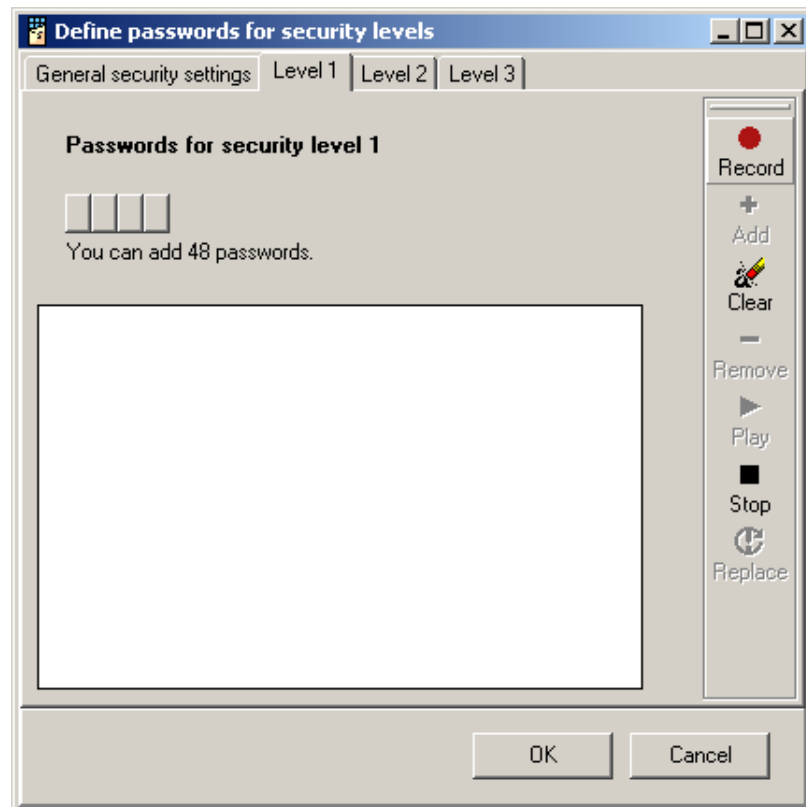 Define passwords for security levels
General security settings Level 1 Level 2 Level 3
Passwords for security level 1
You can add 48 passwords.
Record
Add
Clear
Remove
Play
Stop
Replace
OK Cancel